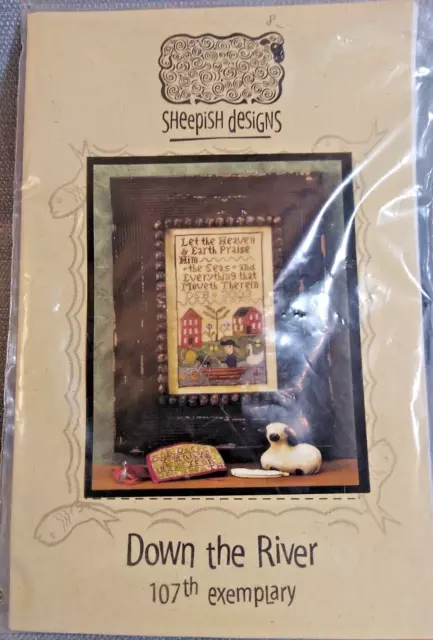 Sheepish designs
Let the Heaven
& Earth Praise
Him
the Seas and
Everything that
Moveth Therein
Down the River
107th exemplary